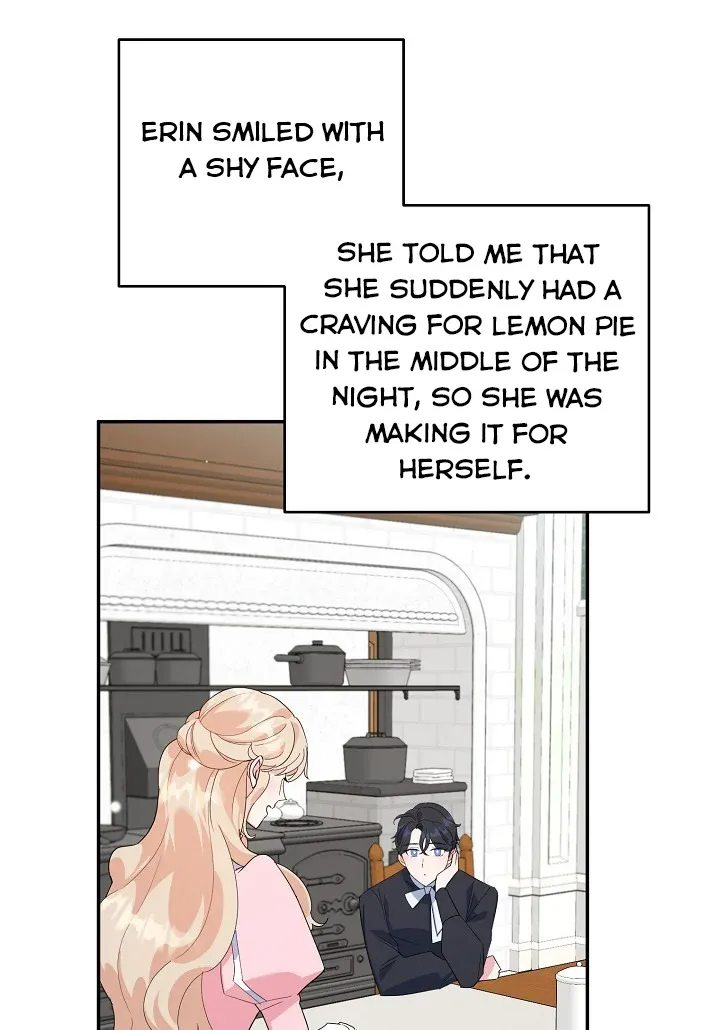 ERIN SMILED WITH
A SHY FACE,
SHE TOLD ME THAT
SHE SUDDENLY HAD A
CRAVING FOR LEMON PIE
IN THE MIDDLE OF THE
NIGHT, SO SHE WAS
MAKING IT FOR
HERSELF.